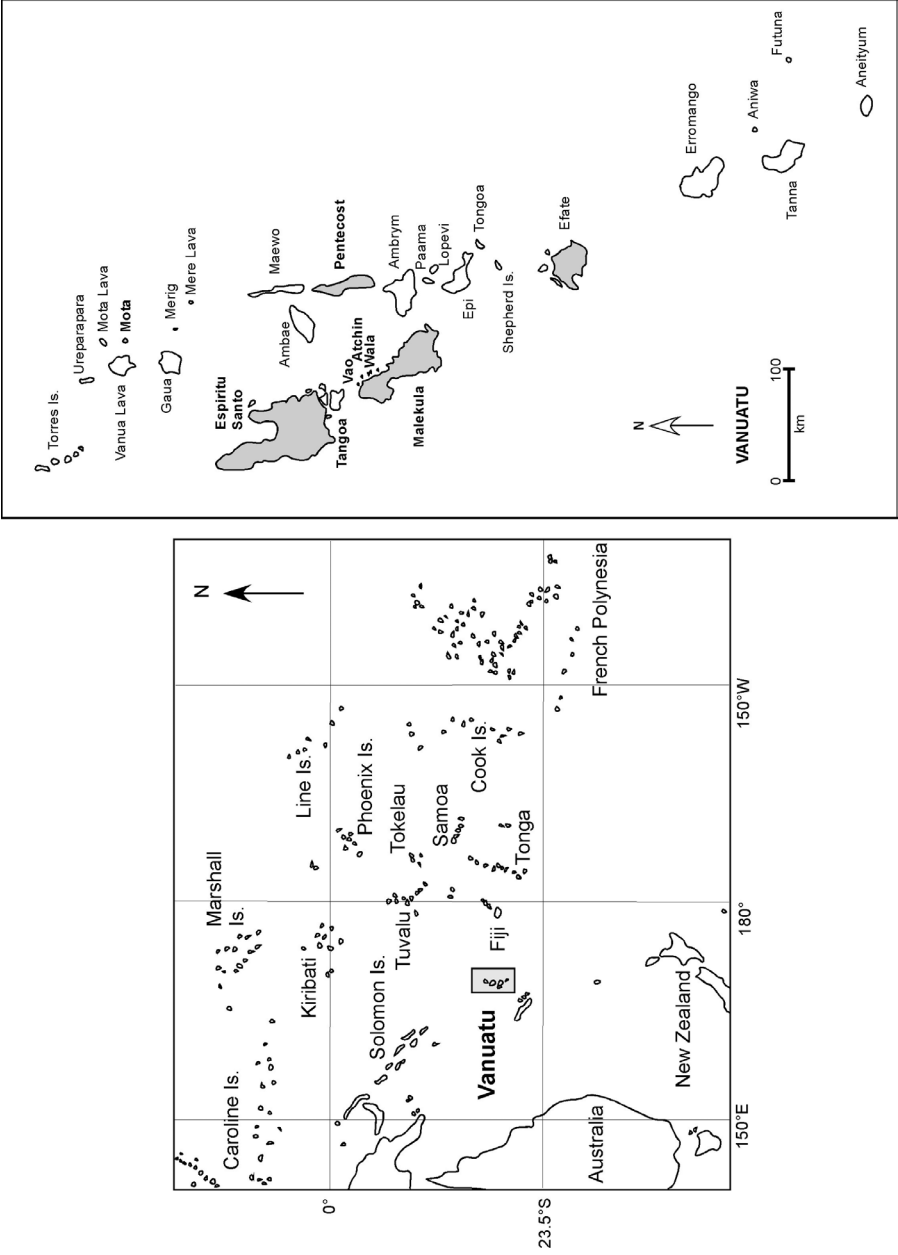 Caroline Is.
Marshall
Is.
Kiribati
Line Is.
Phoenix Is.
Solomon Is.
Tuvalu
Tokelau
Samoa
Cook Is.
Vanuatu
Fiji
Tonga
French Polynesia
Australia
New Zealand
N
0°
23.5°S
150°E
180°
150°W
Torres Is.
Ureparapara
Mota Lava
Vanua Lava
Mota
Gaua
Merig
Mere Lava
Espiritu
Santo
Maewo
Ambae
Pentecost
Tangoa
Vao
Atchin
Wala
Malekula
Ambrym
Paama
Lopevi
Epi
Tongoa
Shepherd Is.
Efate
Erromango
Aniwa
Tanna
Futuna
Aneityum
N
VANUATU
0
100
km